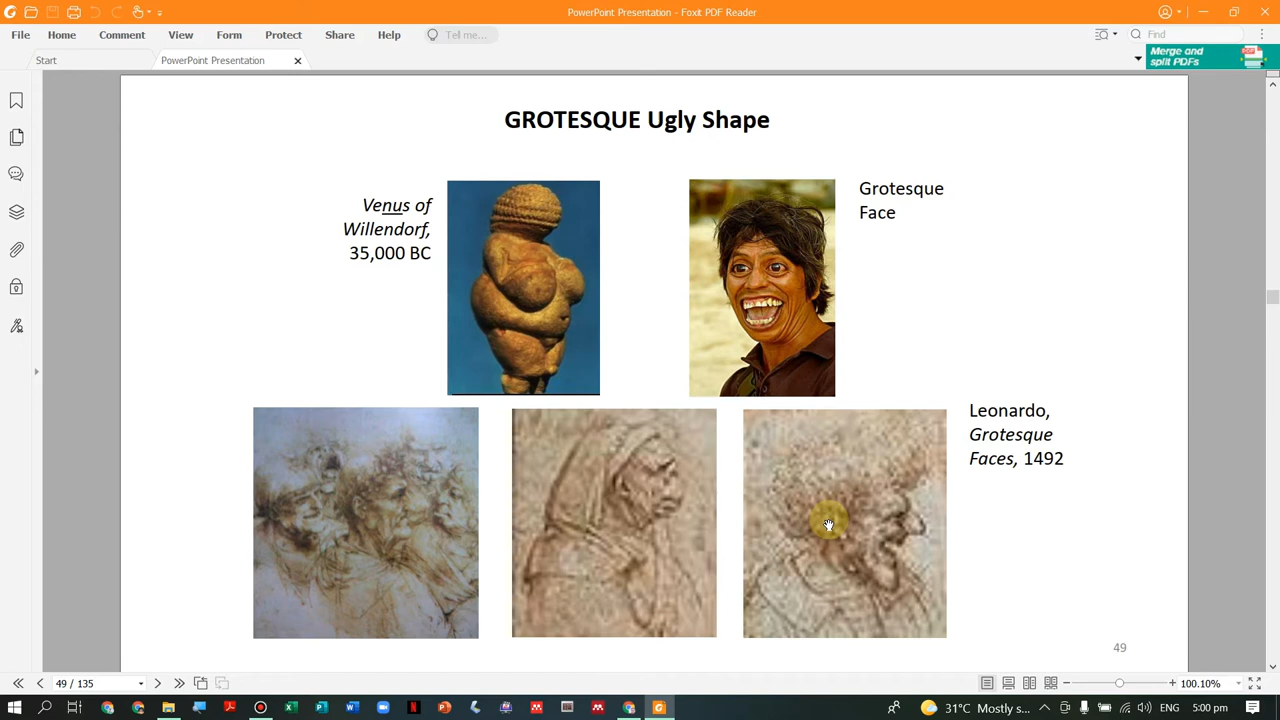 PowerPoint Presentation - Foxit PDF Reader
File Home Comment View Form Protect Share Help Tell me... Find
Start PowerPoint Presentation Merge and
split PDFs
GROTESQUE Ugly Shape
Venus of
Willendorf,
35,000 BC
Grotesque
Face
Leonardo,
Grotesque
Faces, 1492
49
49 / 135 100.10%
31°C Mostly s... ENG 5:00 pm